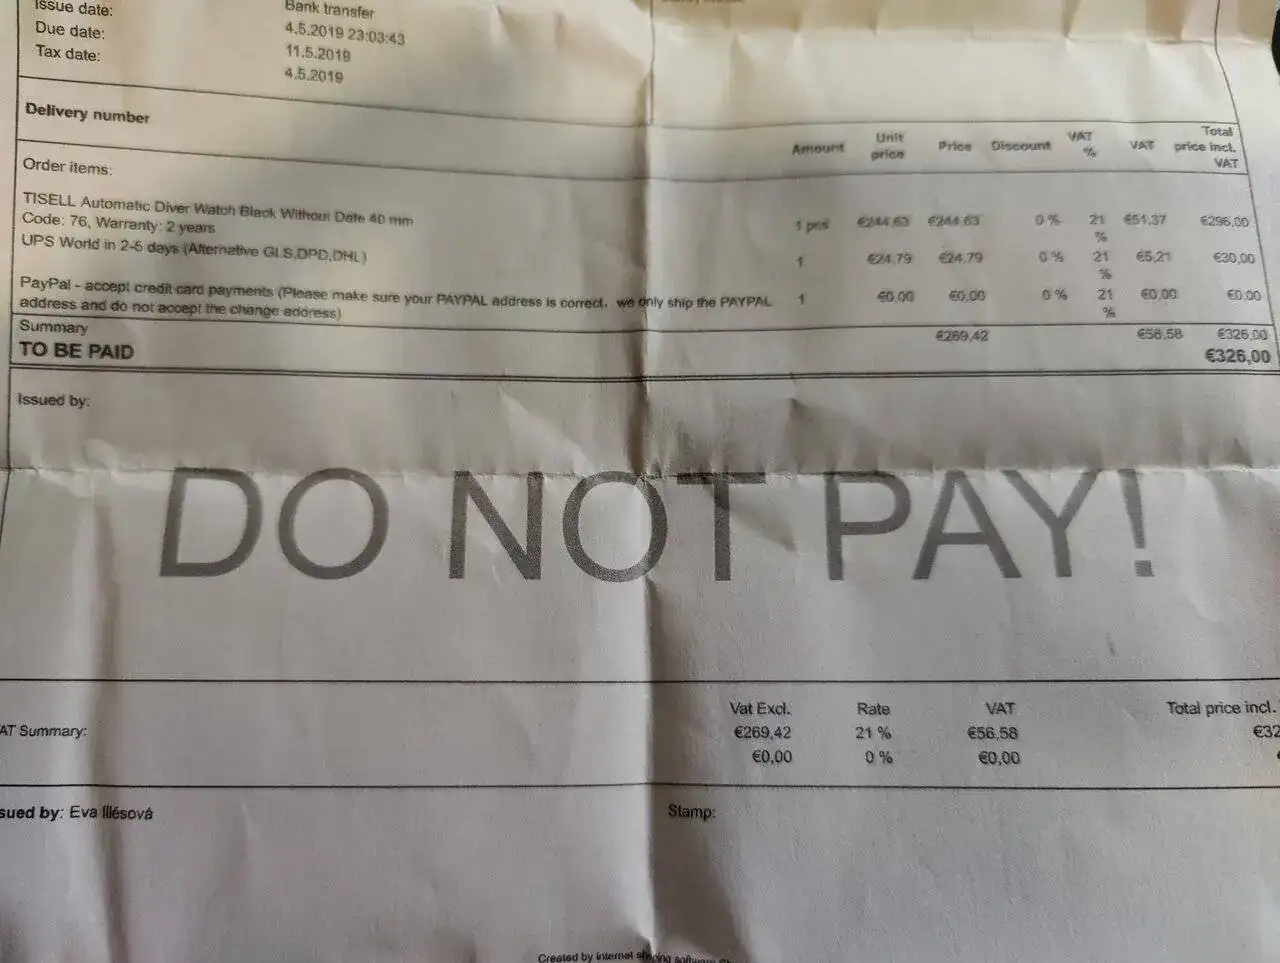 Issue date: Bank transfer
Due date: 4.5.2019 23:03:43
Tax date: 11.5.2019
4.5.2019
Delivery number
Amount Unit price Price Discount VAT % VAT Total price incl. VAT
Order items:
TISELL Automatic Diver Watch Black Without Date 40 mm
Code: 76, Warranty: 2 years
1 pcs €244,63 €244,63 0 % 21 % €51,37 €296,00
UPS World in 2-5 days (Alternative GLS,DPD,DHL) 1 €24,79 €24,79 0 % 21 % €5,21 €30,00
PayPal - accept credit card payments (Please make sure your PAYPAL address is correct, we only ship the PAYPAL
address and do not accept the change address)
1 €0,00 €0,00 0 % 21 % €0,00 €0,00
Summary €269,42 €56,58 €326,00
TO BE PAID €326,00
Issued by:
DO NOT PAY!
Vat Excl. Rate VAT Total price incl.
AT Summary: €269,42 21 % €56,58 €32
€0,00 0 % €0,00
sued by: Eva Illésová Stamp:
Created by internet shopping software